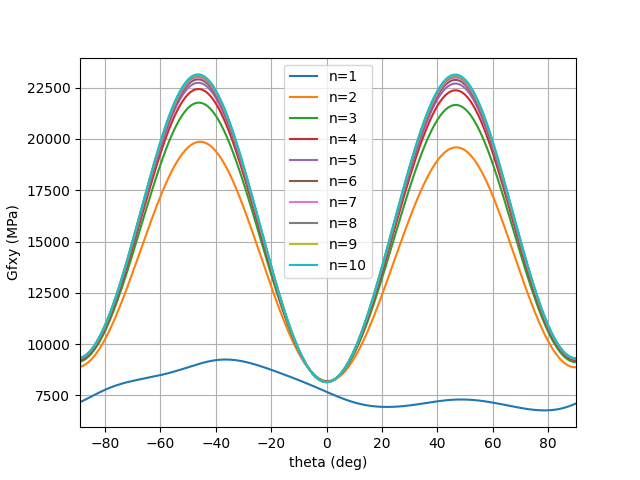 22500
20000
17500
15000
12500
10000
7500
Gfxy (MPa)
n=1
n=2
n=3
n=4
n=5
n=6
n=7
n=8
n=9
n=10
−80 −60 −40 −20 0 20 40 60 80
theta (deg)